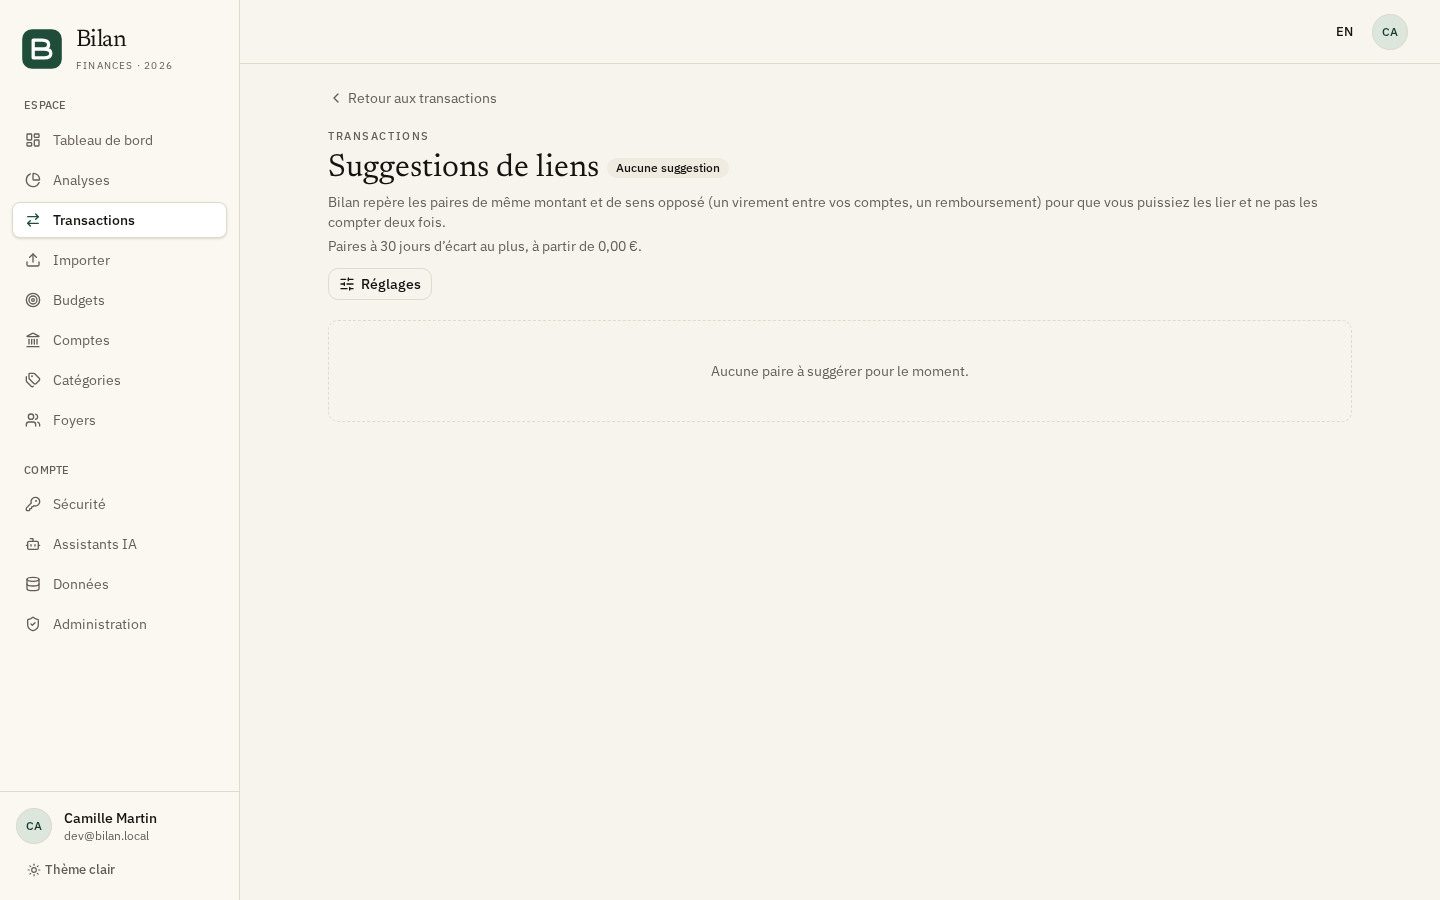 Bilan
FINANCES · 2026
ESPACE
Tableau de bord
Analyses
Transactions
Importer
Budgets
Comptes
Catégories
Foyers
COMPTE
Sécurité
Assistants IA
Données
Administration
CA
Camille Martin
dev@bilan.local
Thème clair
EN
CA
Retour aux transactions
TRANSACTIONS
Suggestions de liens
Aucune suggestion
Bilan repère les paires de même montant et de sens opposé (un virement entre vos comptes, un remboursement) pour que vous puissiez les lier et ne pas les
compter deux fois.
Paires à 30 jours d’écart au plus, à partir de 0,00 €.
Réglages
Aucune paire à suggérer pour le moment.